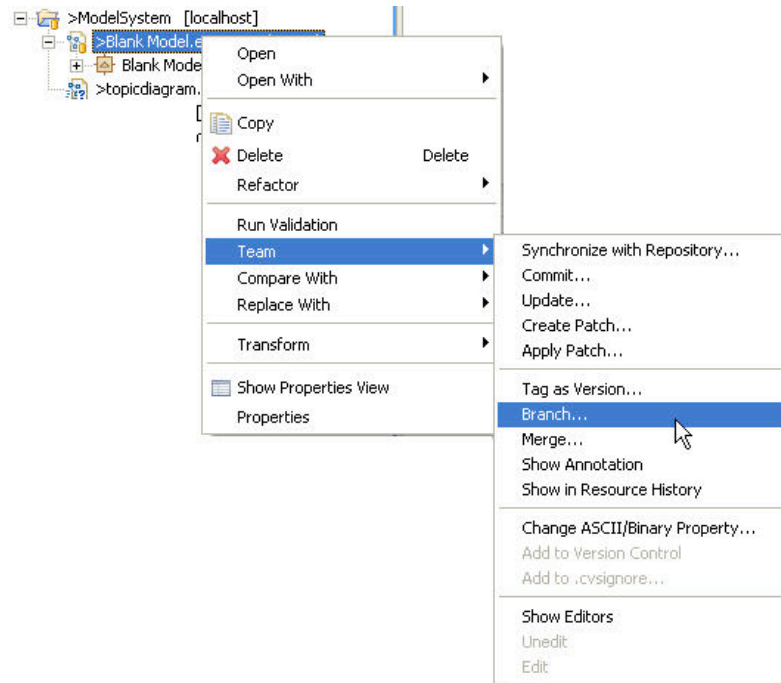 >ModelSystem [localhost]
>Blank Model.e
Blank Mode
>topicdiagram.
Open
Open With
Copy
Delete Delete
Refactor
Run Validation
Team
Compare With
Replace With
Transform
Show Properties View
Properties
Synchronize with Repository...
Commit...
Update...
Create Patch...
Apply Patch...
Tag as Version...
Branch...
Merge...
Show Annotation
Show in Resource History
Change ASCII/Binary Property...
Add to Version Control
Add to .cvsignore...
Show Editors
Unedit
Edit